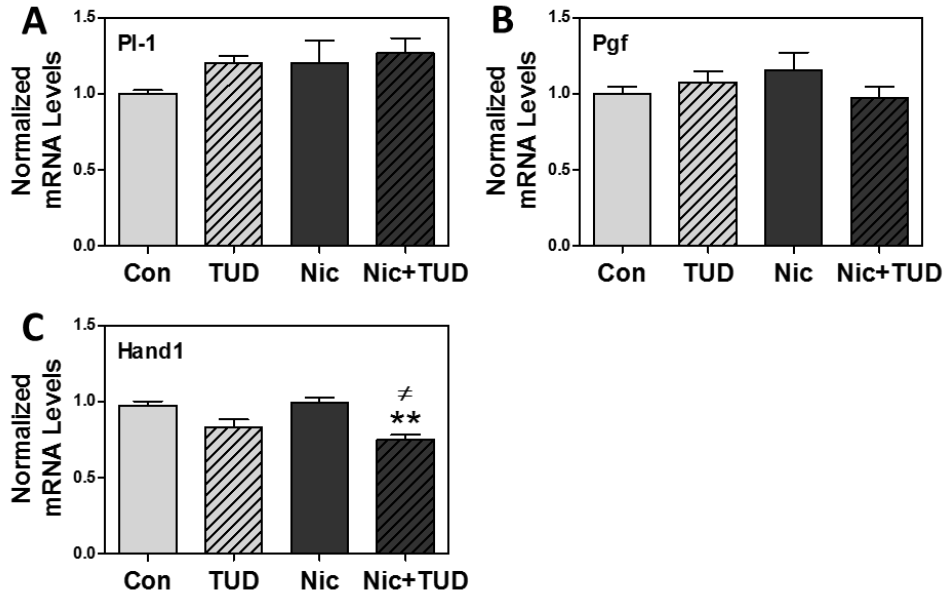 A
Pl-1
Normalized
mRNA Levels
1.5
1.0
0.5
0.0
Con TUD Nic Nic+TUD
B
Pgf
Normalized
mRNA Levels
1.5
1.0
0.5
0.0
Con TUD Nic Nic+TUD
C
Hand1
Normalized
mRNA Levels
1.5
1.0
0.5
0.0
≠
**
Con TUD Nic Nic+TUD